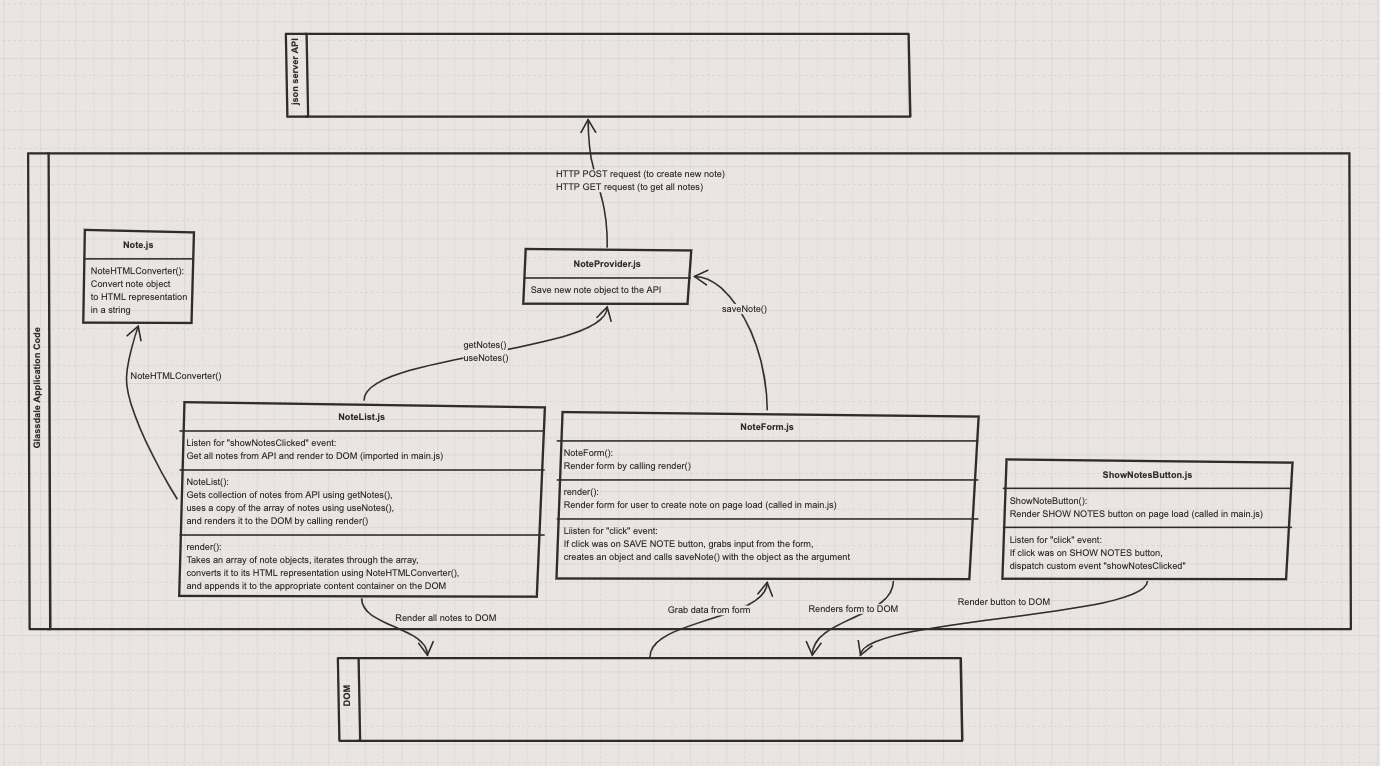 json server API
HTTP POST request (to create new note)
HTTP GET request (to get all notes)
Glassdale Application Code
Note.js
NoteHTMLConverter():
Convert note object
to HTML representation
in a string
NoteProvider.js
Save new note object to the API
saveNote()
getNotes()
useNotes()
NoteHTMLConverter()
NoteList.js
Listen for "showNotesClicked" event:
Get all notes from API and render to DOM (imported in main.js)
NoteList():
Gets collection of notes from API using getNotes(),
uses a copy of the array of notes using useNotes(),
and renders it to the DOM by calling render()
render():
Takes an array of note objects, iterates through the array,
converts it to its HTML representation using NoteHTMLConverter(),
and appends it to the appropriate content container on the DOM
NoteForm.js
NoteForm():
Render form by calling render()
render():
Render form for user to create note on page load (called in main.js)
Liisten for "click" event:
If click was on SAVE NOTE button, grabs input from the form,
creates an object and calls saveNote() with the object as the argument
ShowNotesButton.js
ShowNoteButton():
Render SHOW NOTES button on page load (called in main.js)
Listen for "click" event:
If click was on SHOW NOTES button,
dispatch custom event "showNotesClicked"
Render all notes to DOM
Grab data from form
Renders form to DOM
Render button to DOM
DOM